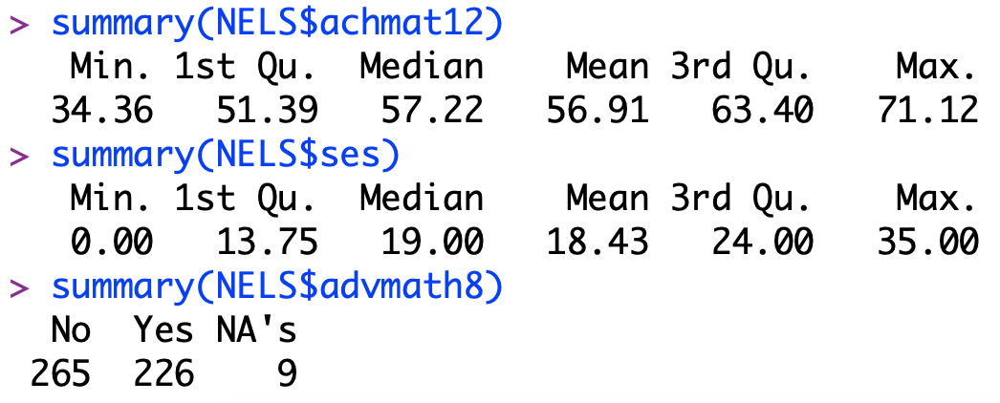 > summary(NELS$achmat12)
Min. 1st Qu. Median Mean 3rd Qu. Max.
34.36 51.39 57.22 56.91 63.40 71.12
> summary(NELS$ses)
Min. 1st Qu. Median Mean 3rd Qu. Max.
0.00 13.75 19.00 18.43 24.00 35.00
> summary(NELS$advmath8)
No Yes NA's
265 226 9